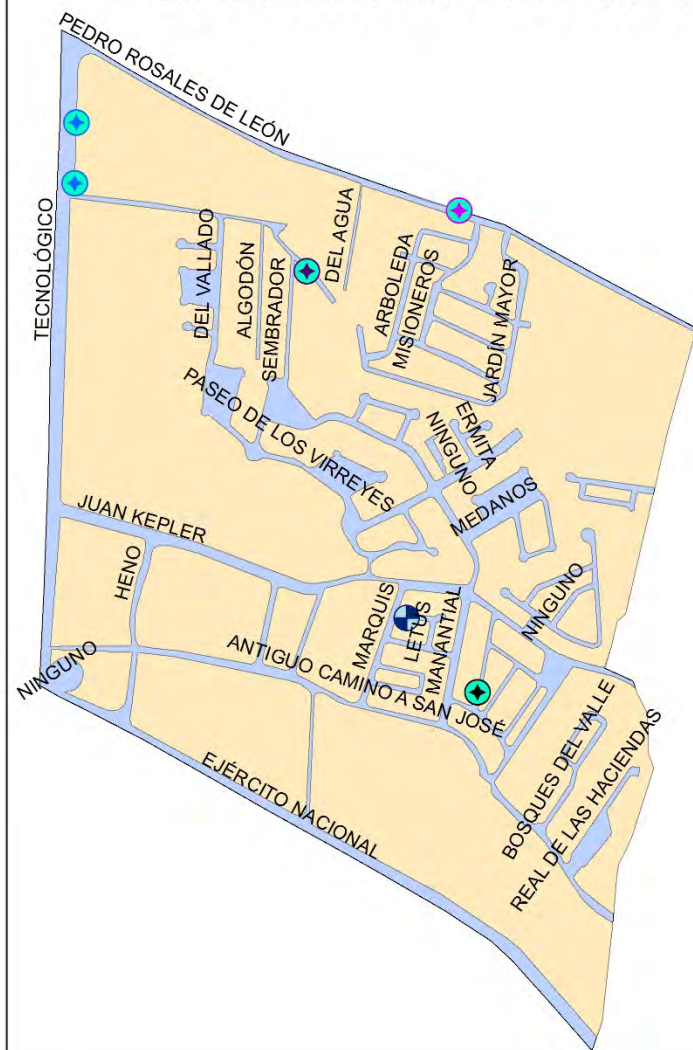 PEDRO ROSALES DE LEÓN
TECNOLÓGICO
DEL AGUA
DEL VALLADO
ALGODÓN
SEMBRADOR
ARBOLEDA
MISIONEROS
JARDÍN MAYOR
PASEO DE LOS VIRREYES
ERMITA
NINGUNO
MEDANOS
JUAN KEPLER
HENO
MARQUIS
LETUS
MANANTIAL
NINGUNO
ANTIGUO CAMINO A SAN JOSÉ
NINGUNO
EJÉRCITO NACIONAL
BOSQUES DEL VALLE
REAL DE LAS HACIENDAS